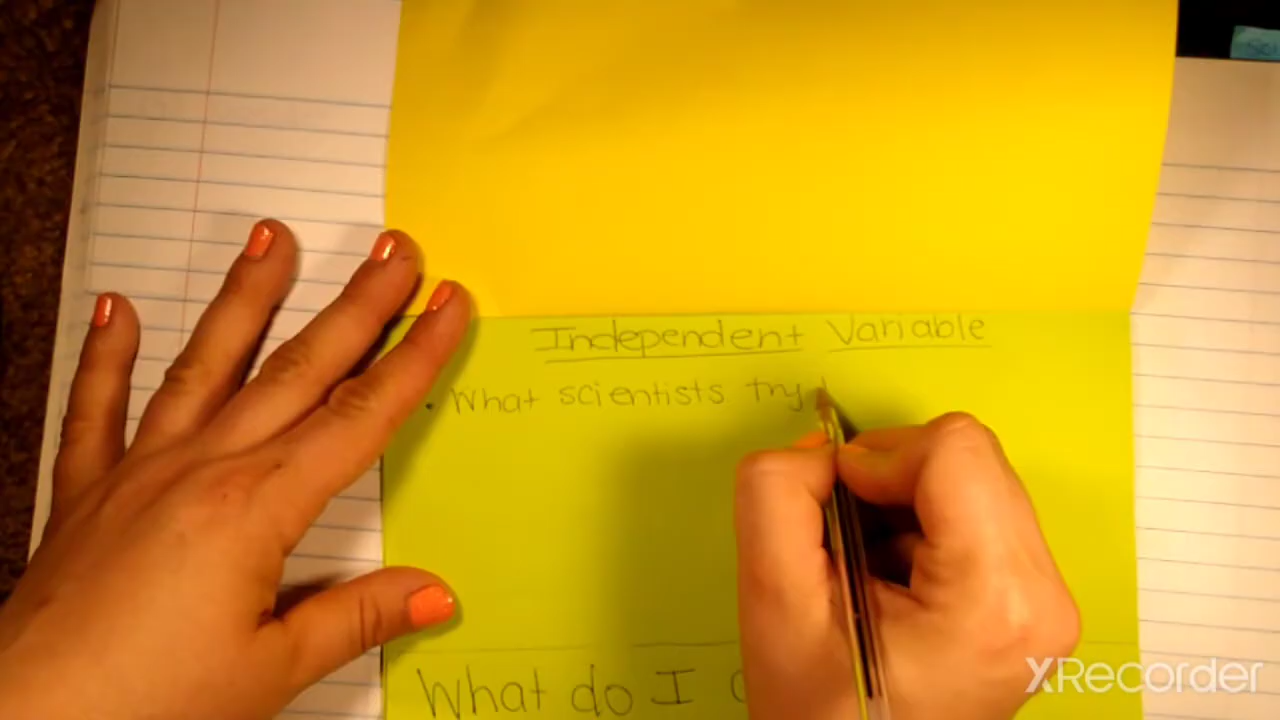 Independent Variable
• What scientists try
What do I
XRecorder